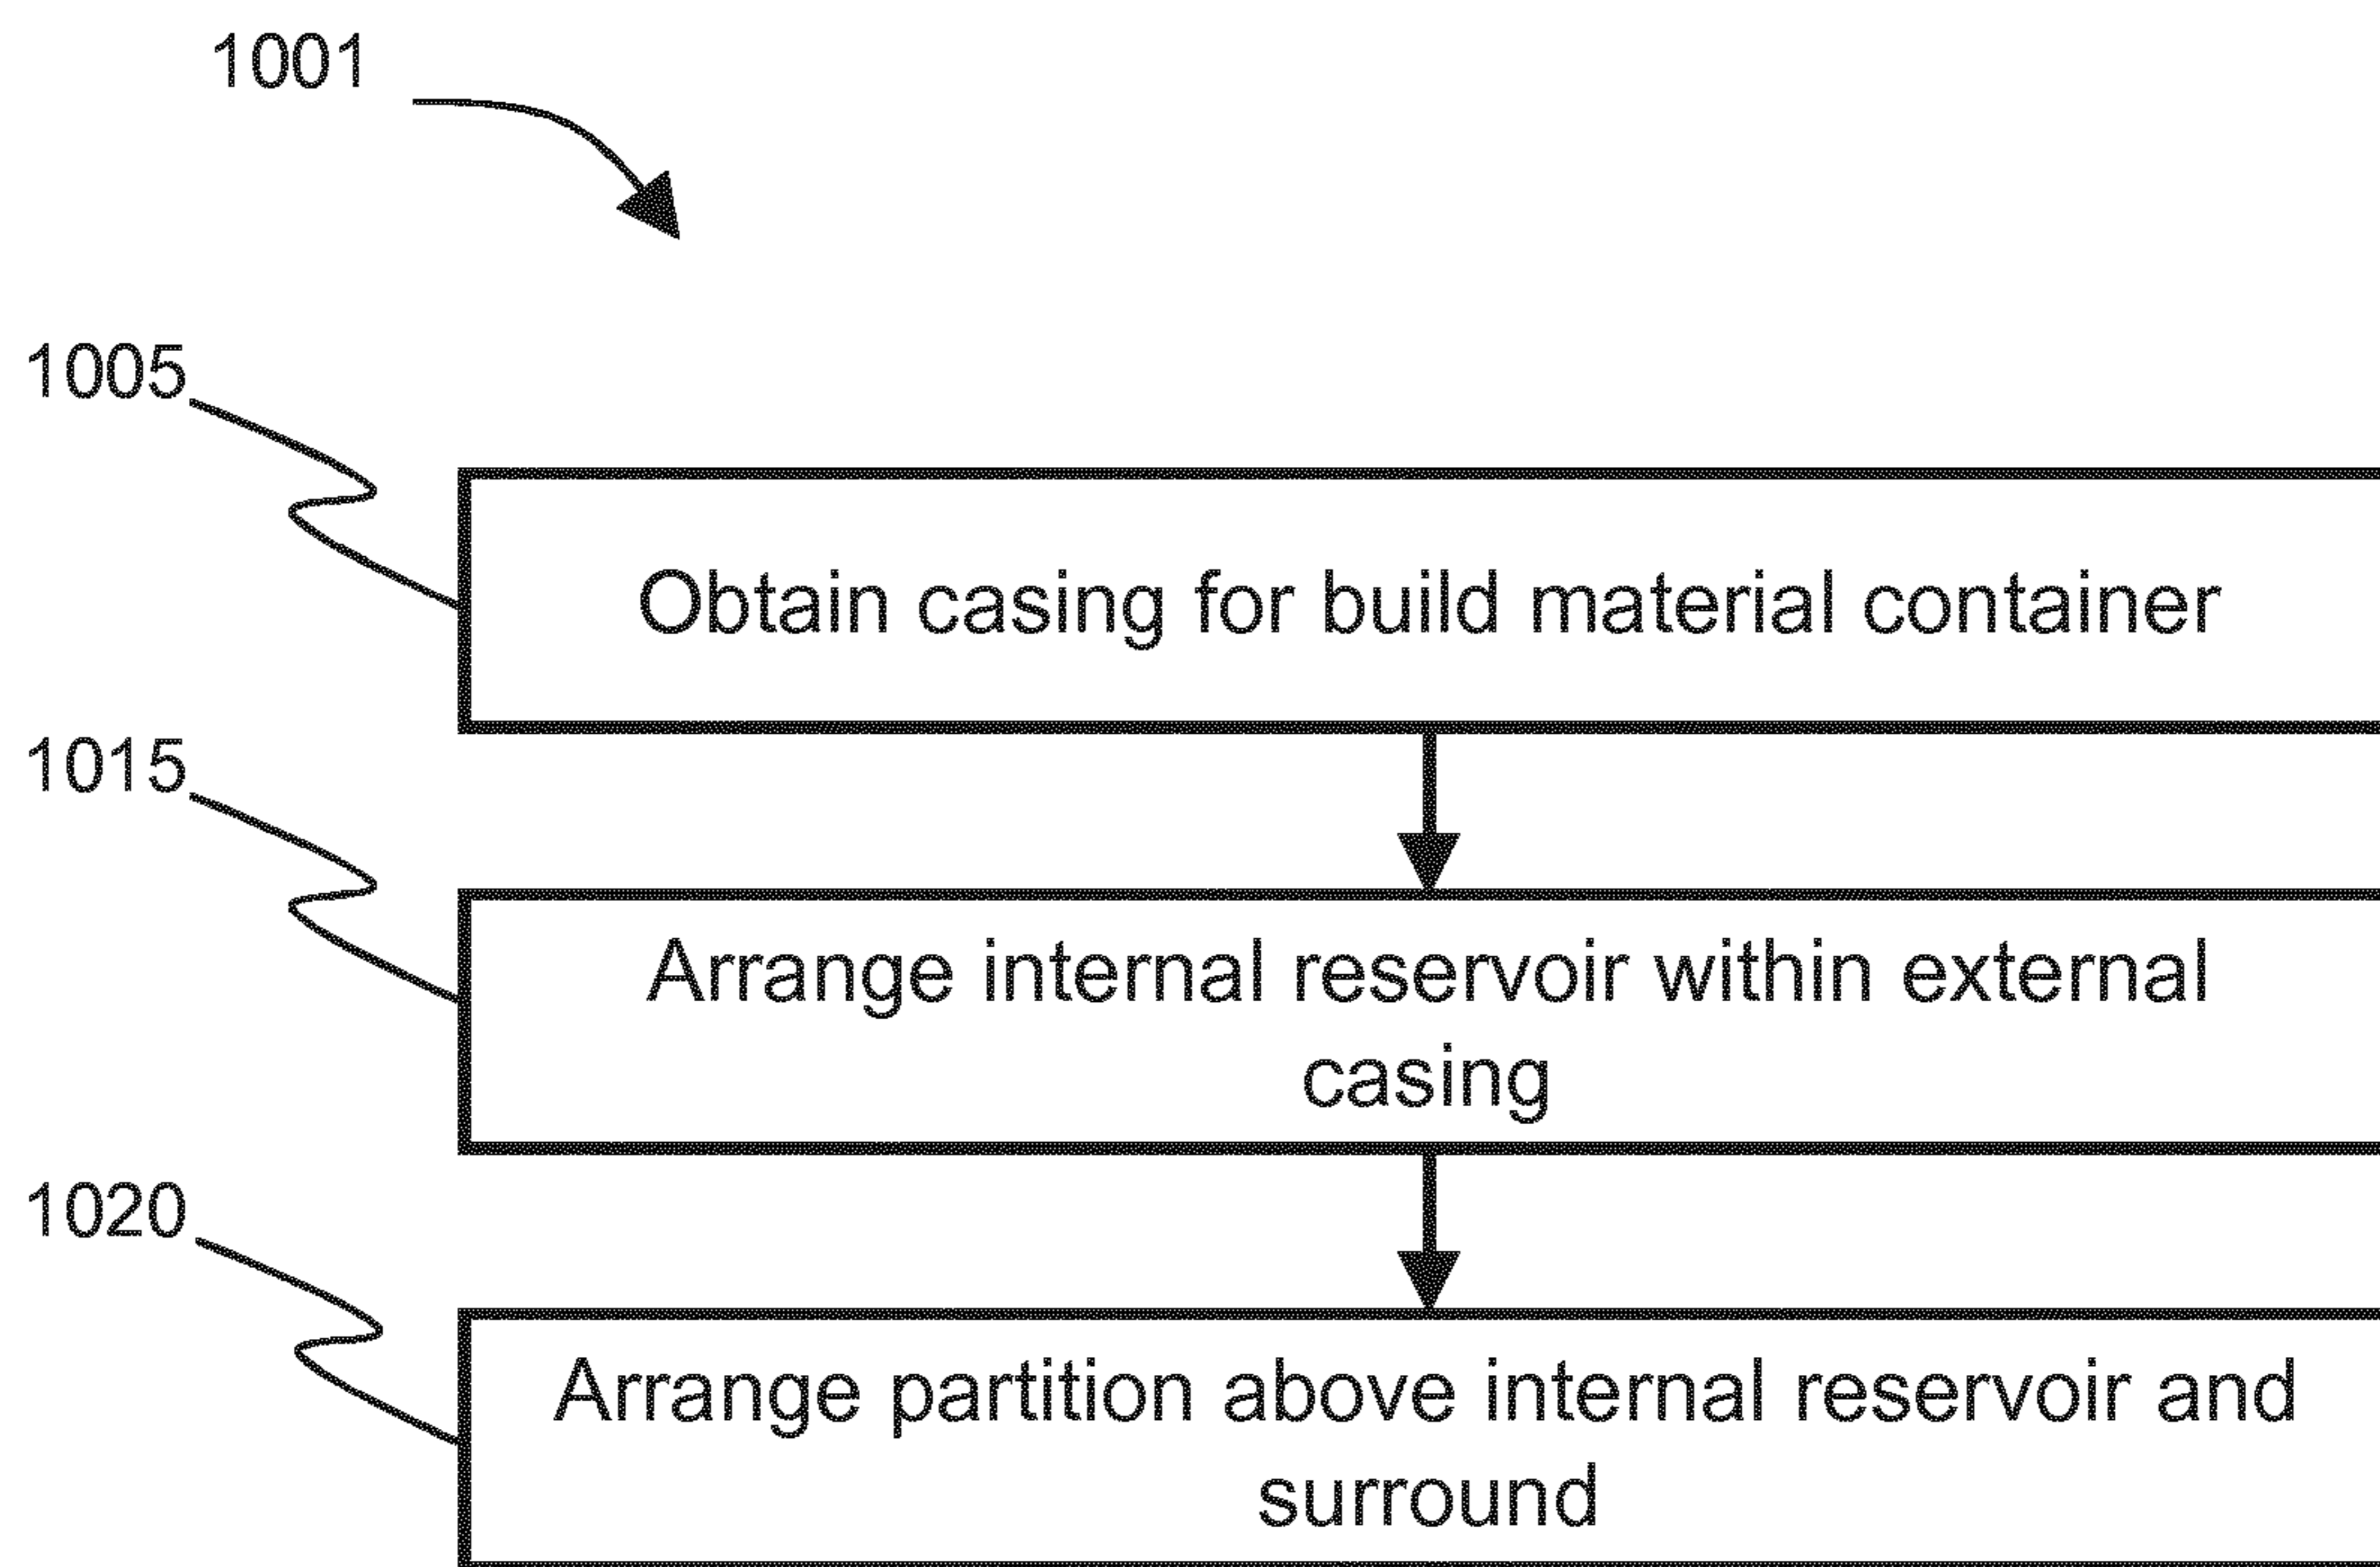 1001
1005
Obtain casing for build material container
1015
Arrange internal reservoir within external
casing
1020
Arrange partition above internal reservoir and
surround